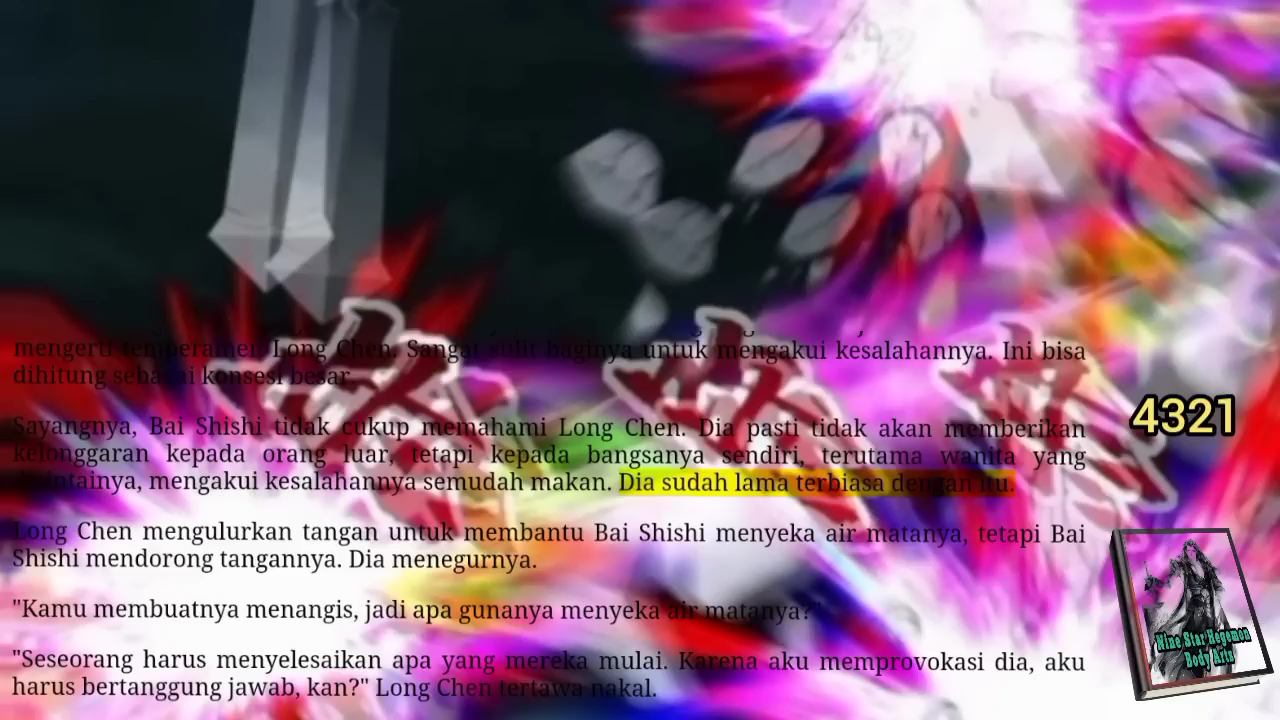 mengerti temperamen Long Chen. Sangat sulit baginya untuk mengakui kesalahannya. Ini bisa
dihitung sebagai konsesi besar.
Sayangnya, Bai Shishi tidak cukup memahami Long Chen. Dia pasti tidak akan memberikan
kelonggaran kepada orang luar, tetapi kepada bangsanya sendiri, terutama wanita yang
dicintainya, mengakui kesalahannya semudah makan. Dia sudah lama terbiasa dengan itu.
Long Chen mengulurkan tangan untuk membantu Bai Shishi menyeka air matanya, tetapi Bai
Shishi mendorong tangannya. Dia menegurnya.
"Kamu membuatnya menangis, jadi apa gunanya menyeka air matanya?"
"Seseorang harus menyelesaikan apa yang mereka mulai. Karena aku memprovokasi dia, aku
harus bertanggung jawab, kan?" Long Chen tertawa nakal.
4321
Nine Star Hegemon
Body Arts